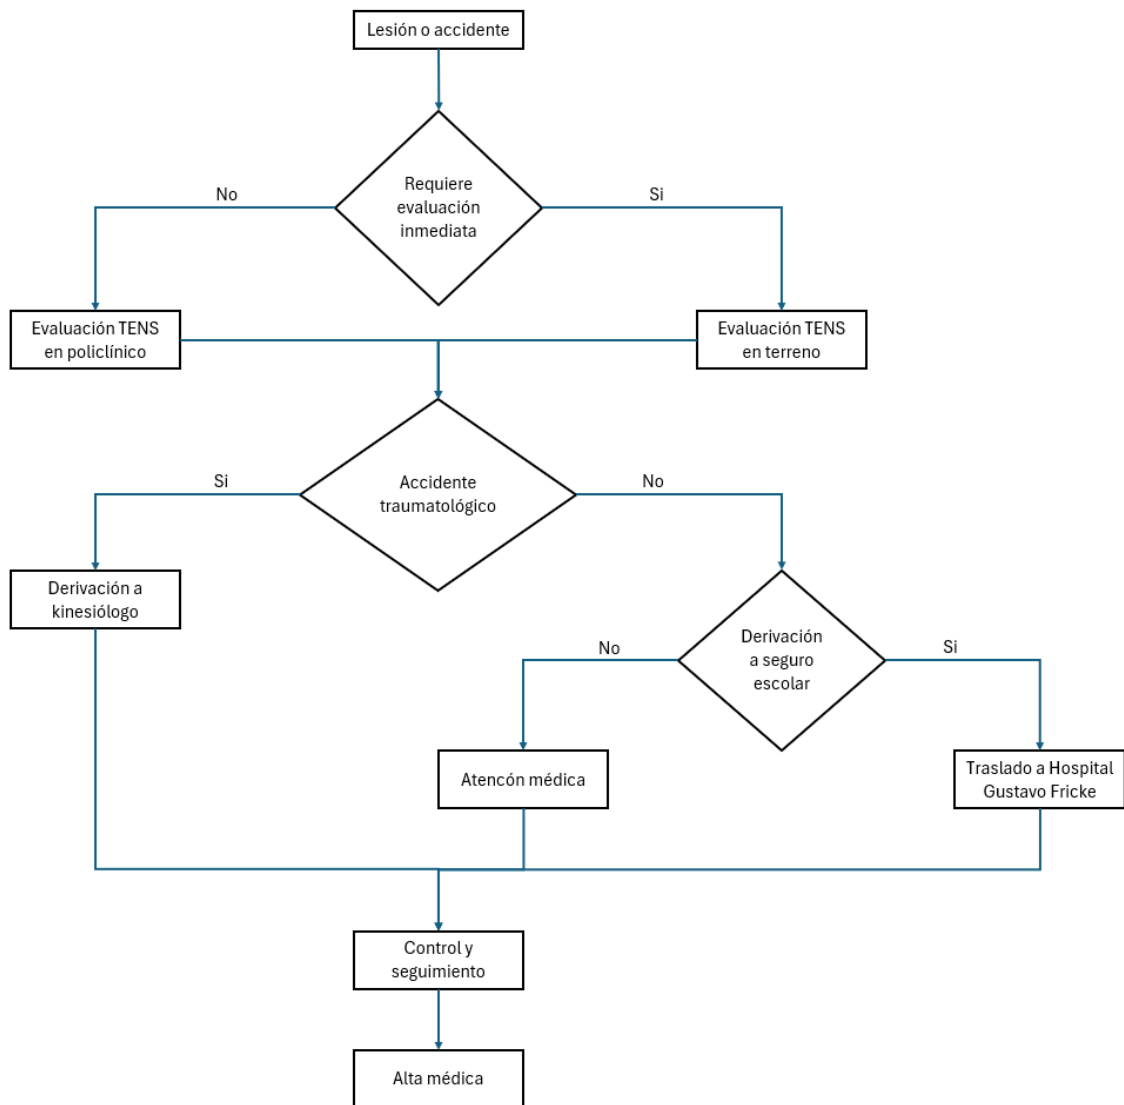 Lesión o accidente
Requiere
evaluación
inmediata
No
Si
Evaluación TENS
en policlínico
Evaluación TENS
en terreno
Accidente
traumatológico
Si
No
Derivación a
kinesiólogo
Derivación
a seguro
escolar
No
Si
Atencón médica
Traslado a Hospital
Gustavo Fricke
Control y
seguimiento
Alta médica